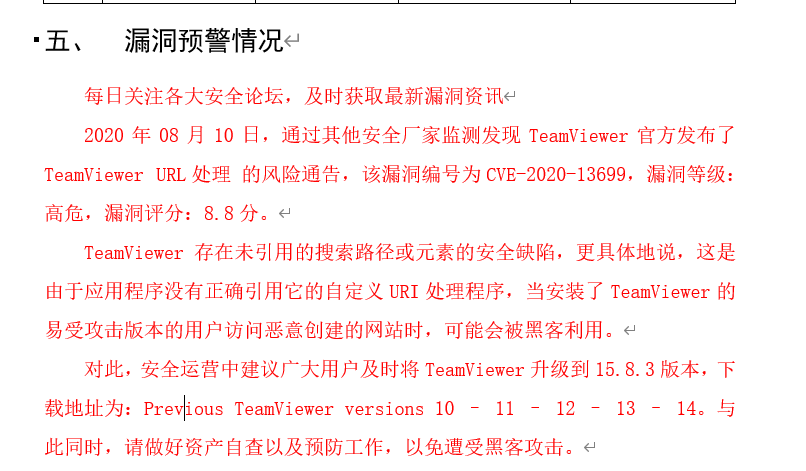 五、 漏洞预警情况
每日关注各大安全论坛，及时获取最新漏洞资讯
2020 年 08 月 10 日，通过其他安全厂家监测发现 TeamViewer 官方发布了
TeamViewer URL 处理 的风险通告，该漏洞编号为 CVE-2020-13699，漏洞等级：
高危，漏洞评分：8.8 分。
TeamViewer 存在未引用的搜索路径或元素的安全缺陷，更具体地说，这是
由于应用程序没有正确引用它的自定义 URI 处理程序，当安装了 TeamViewer 的
易受攻击版本的用户访问恶意创建的网站时，可能会被黑客利用。
对此，安全运营中建议广大用户及时将 TeamViewer 升级到 15.8.3 版本，下
载地址为：Previous TeamViewer versions 10 – 11 – 12 – 13 – 14。与
此同时，请做好资产自查以及预防工作，以免遭受黑客攻击。